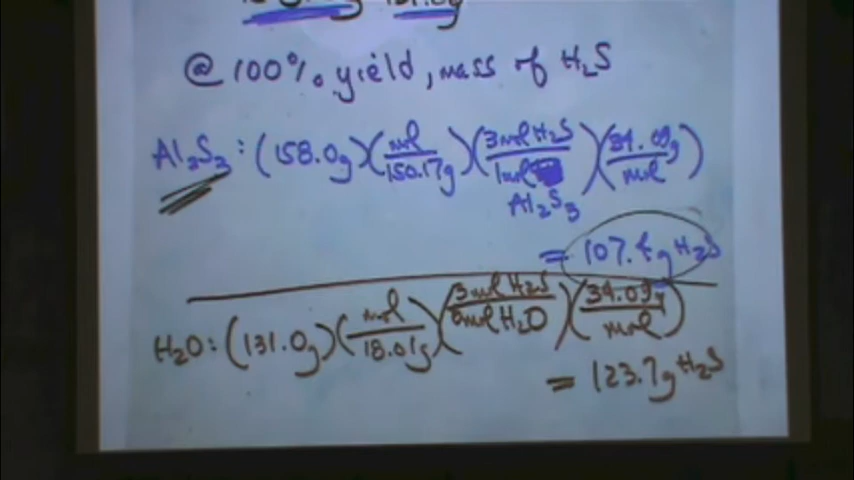 @ 100% yield, mass of H₂S
Al₂S₃: (158.0g)(mol/150.17g)(3mol H₂S/1mol Al₂S₃)(34.09g/mol)
= 107.6g H₂S
H₂O: (131.0g)(mol/18.01g)(3mol H₂S/6mol H₂O)(34.09g/mol)
= 123.7g H₂S